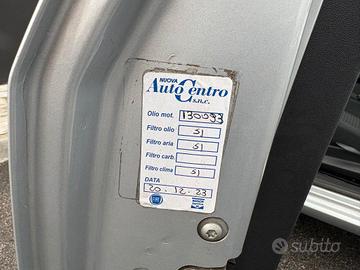 NUOVA
Auto Centro
s.n.c.
Olio mot. 130933
Filtro olio SI
Filtro aria SI
Filtro carb
Filtro clima SI
DATA
20.12.23
subito